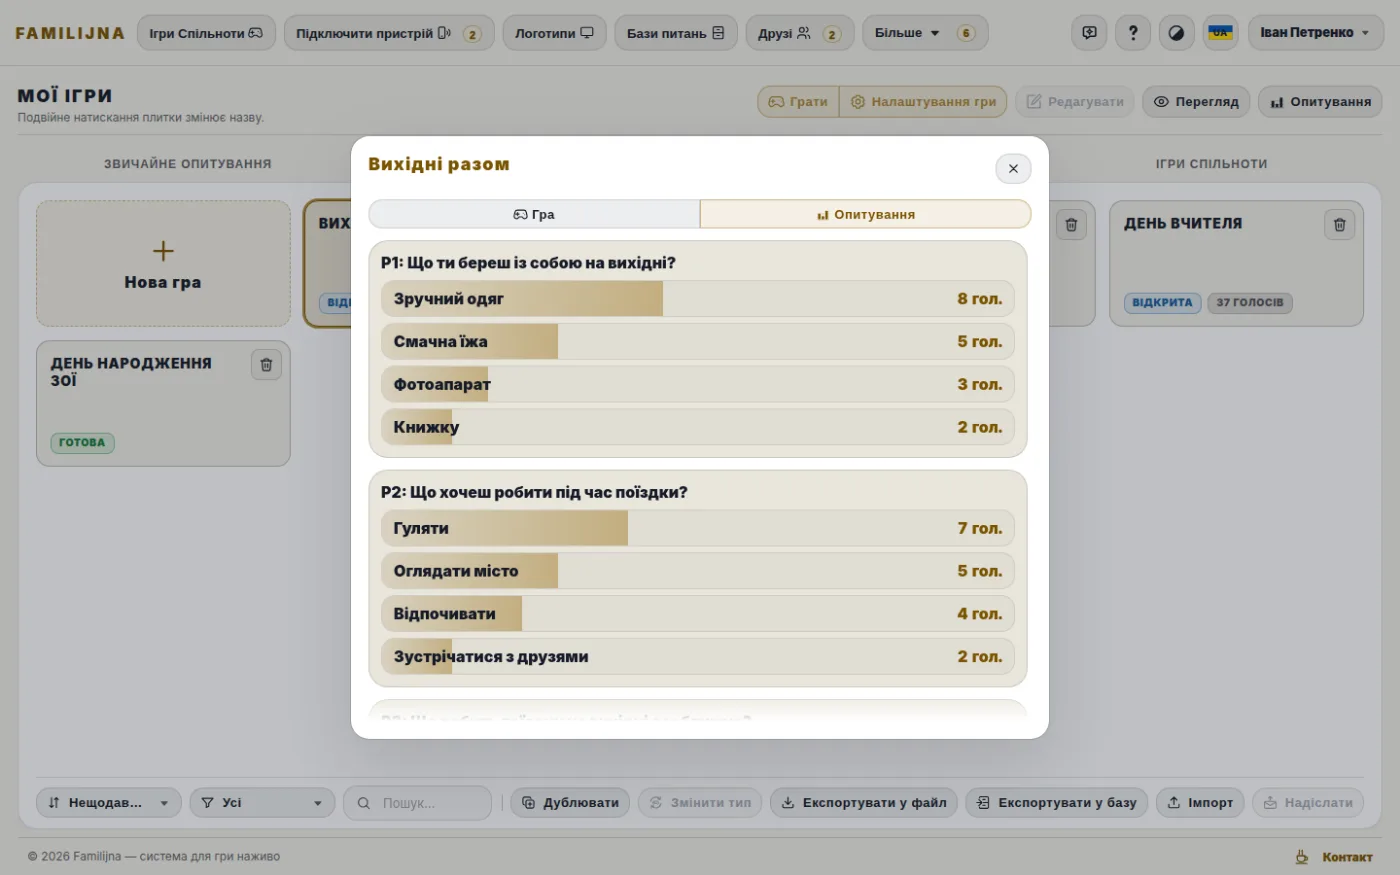 FAMILIJNA
Ігри Спільноти
Підключити пристрій 2
Логотипи
Бази питань
Друзі 2
Більше 6
?
UA
Іван Петренко
МОЇ ІГРИ
Подвійне натискання плитки змінює назву.
Грати
Налаштування гри
Редагувати
Перегляд
Опитування
ЗВИЧАЙНЕ ОПИТУВАННЯ
ІГРИ СПІЛЬНОТИ
Нова гра
ДЕНЬ ВЧИТЕЛЯ
ВІДКРИТА
37 ГОЛОСІВ
ДЕНЬ НАРОДЖЕННЯ
ЗОЇ
ГОТОВА
Вихідні разом
Гра
Опитування
P1: Що ти береш із собою на вихідні?
Зручний одяг 8 гол.
Смачна їжа 5 гол.
Фотоапарат 3 гол.
Книжку 2 гол.
P2: Що хочеш робити під час поїздки?
Гуляти 7 гол.
Оглядати місто 5 гол.
Відпочивати 4 гол.
Зустрічатися з друзями 2 гол.
Нещодав...
Усі
Пошук...
Дублювати
Змінити тип
Експортувати у файл
Експортувати у базу
Імпорт
Надіслати
© 2026 Familijna — система для гри наживо
Контакт